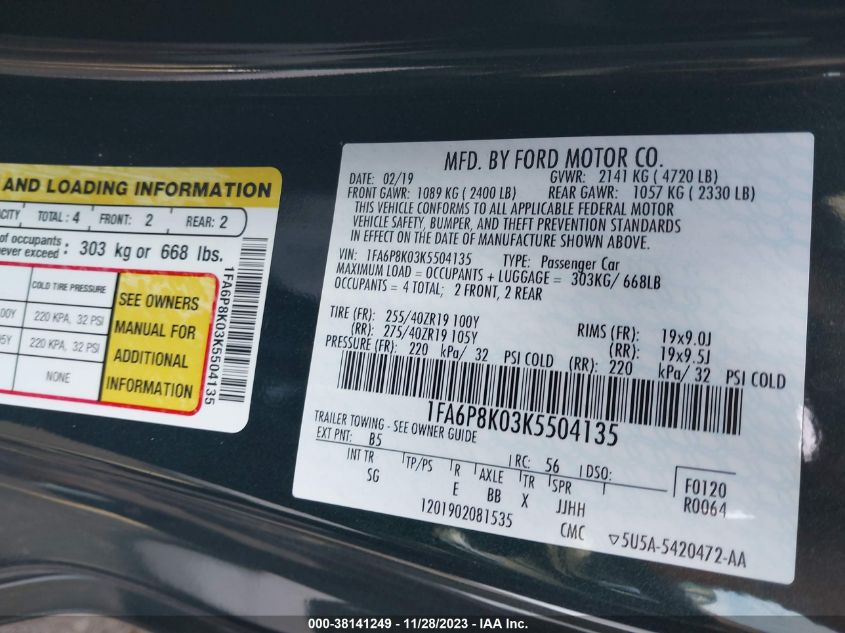 AND LOADING INFORMATION
CITY TOTAL: 4 FRONT: 2 REAR: 2
of occupants
never exceed: 303 kg or 668 lbs.
COLD TIRE PRESSURE
00Y 220 KPA, 32 PSI
05Y 220 KPA, 32 PSI
NONE
SEE OWNERS
MANUAL FOR
ADDITIONAL
INFORMATION
1FA6P8K03K5504135
MFD. BY FORD MOTOR CO.
DATE: 02/19 GVWR: 2141 KG ( 4720 LB)
FRONT GAWR: 1089 KG ( 2400 LB) REAR GAWR: 1057 KG ( 2330 LB)
THIS VEHICLE CONFORMS TO ALL APPLICABLE FEDERAL MOTOR
VEHICLE SAFETY, BUMPER, AND THEFT PREVENTION STANDARDS
IN EFFECT ON THE DATE OF MANUFACTURE SHOWN ABOVE.
VIN: 1FA6P8K03K5504135 TYPE: Passenger Car
MAXIMUM LOAD = OCCUPANTS + LUGGAGE = 303KG/ 668LB
OCCUPANTS = 4 TOTAL; 2 FRONT, 2 REAR
TIRE (FR): 255/40ZR19 100Y RIMS (FR): 19x9.0J
(RR): 275/40ZR19 105Y (RR): 19x9.5J
PRESSURE (FR): 220 kPa/ 32 PSI COLD (RR): 220 kPa/ 32 PSI COLD
1FA6P8K03K5504135
TRAILER TOWING - SEE OWNER GUIDE
EXT PNT: B5 RC: 56 DSO: F0120
INT TR TP/PS R AXLE TR SPR R0064
SG E BB X JJHH
1201902081535 CMC ▽5U5A-5420472-AA
000-38141249 - 11/28/2023 - IAA Inc.